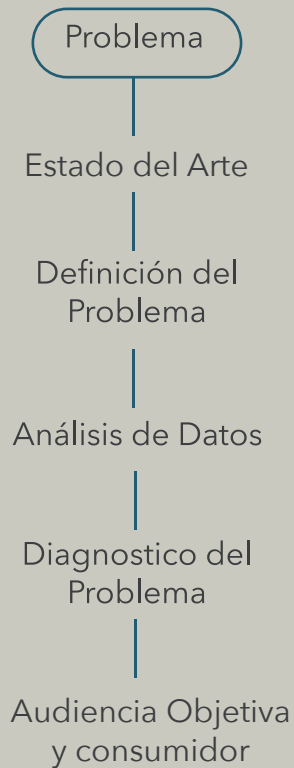 Problema
Estado del Arte
Definición del
Problema
Análisis de Datos
Diagnostico del
Problema
Audiencia Objetiva
y consumidor